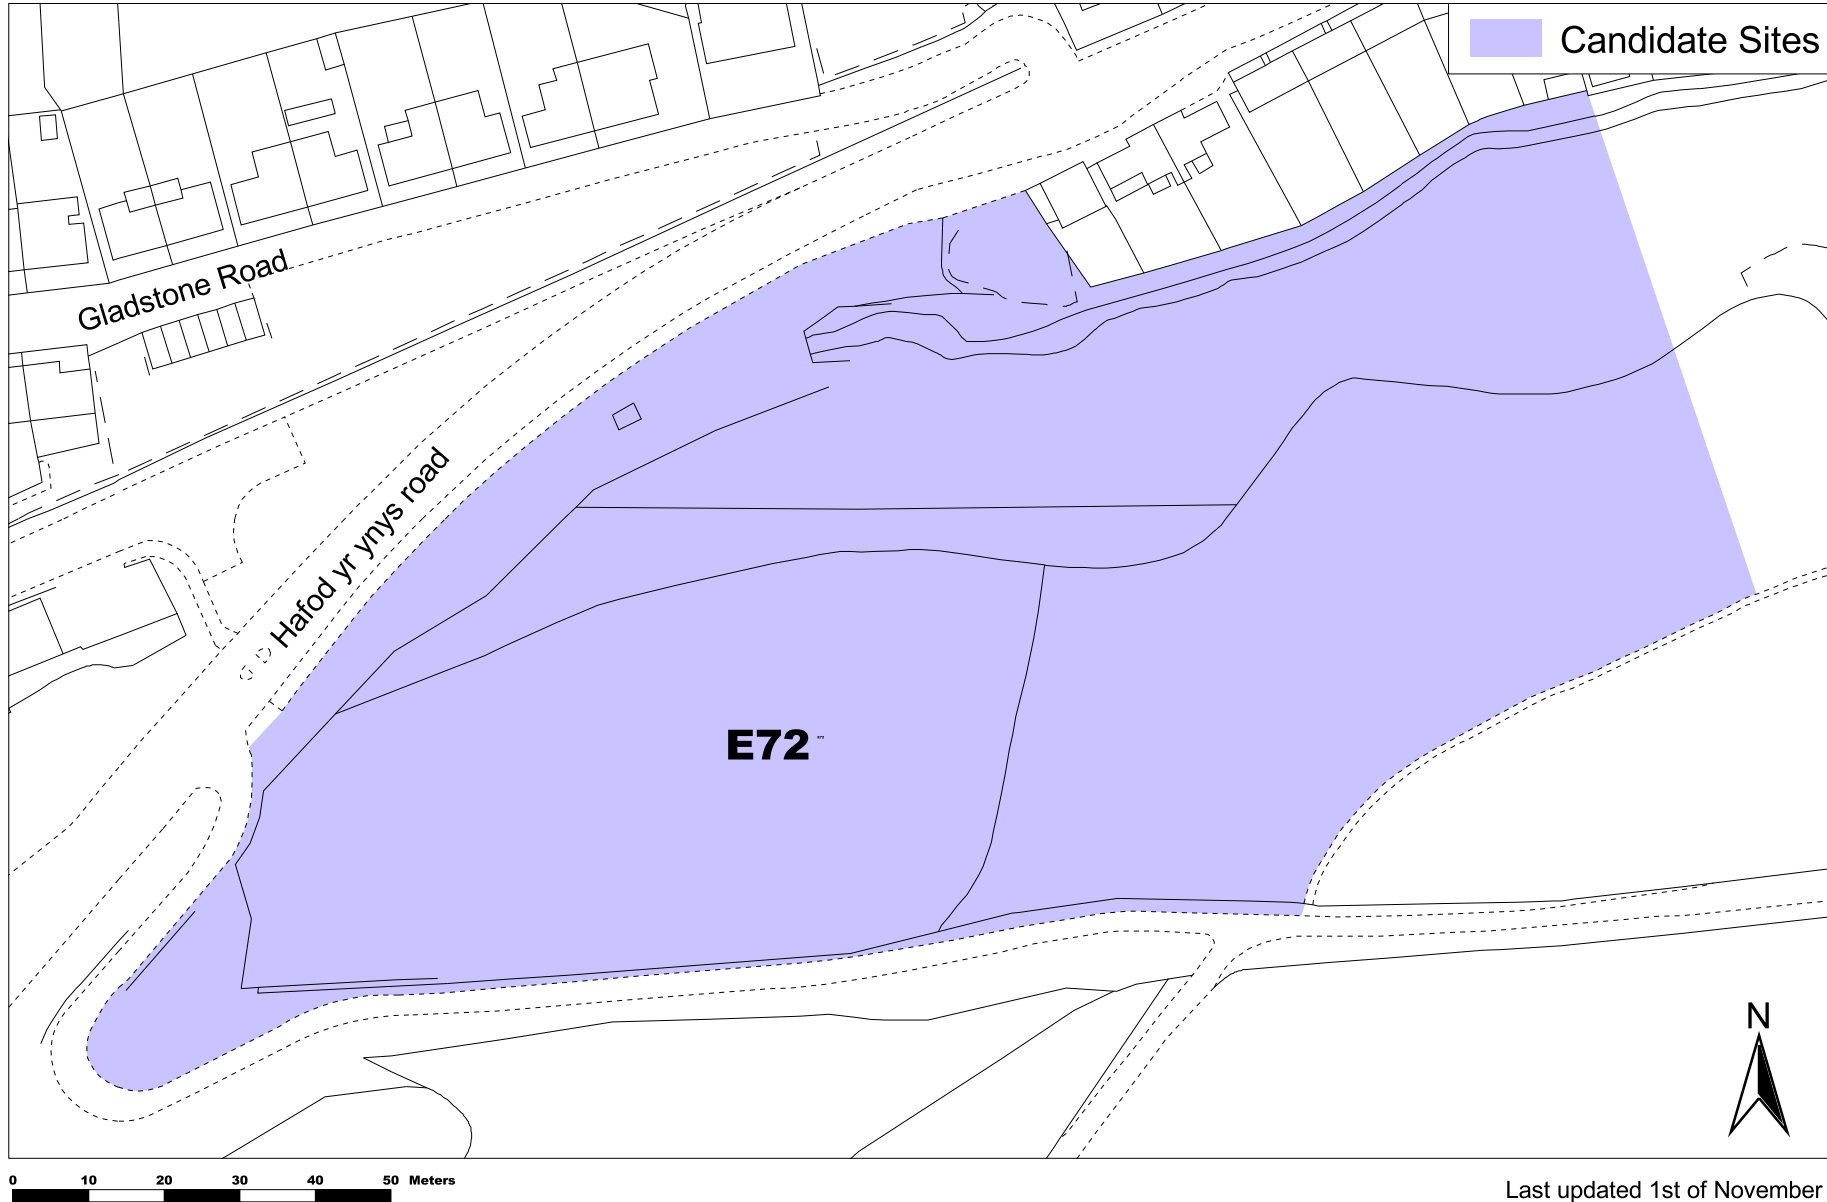 Candidate Sites
Gladstone Road
Hafod yr ynys road
E72
N
0 10 20 30 40 50 Meters
Last updated 1st of November